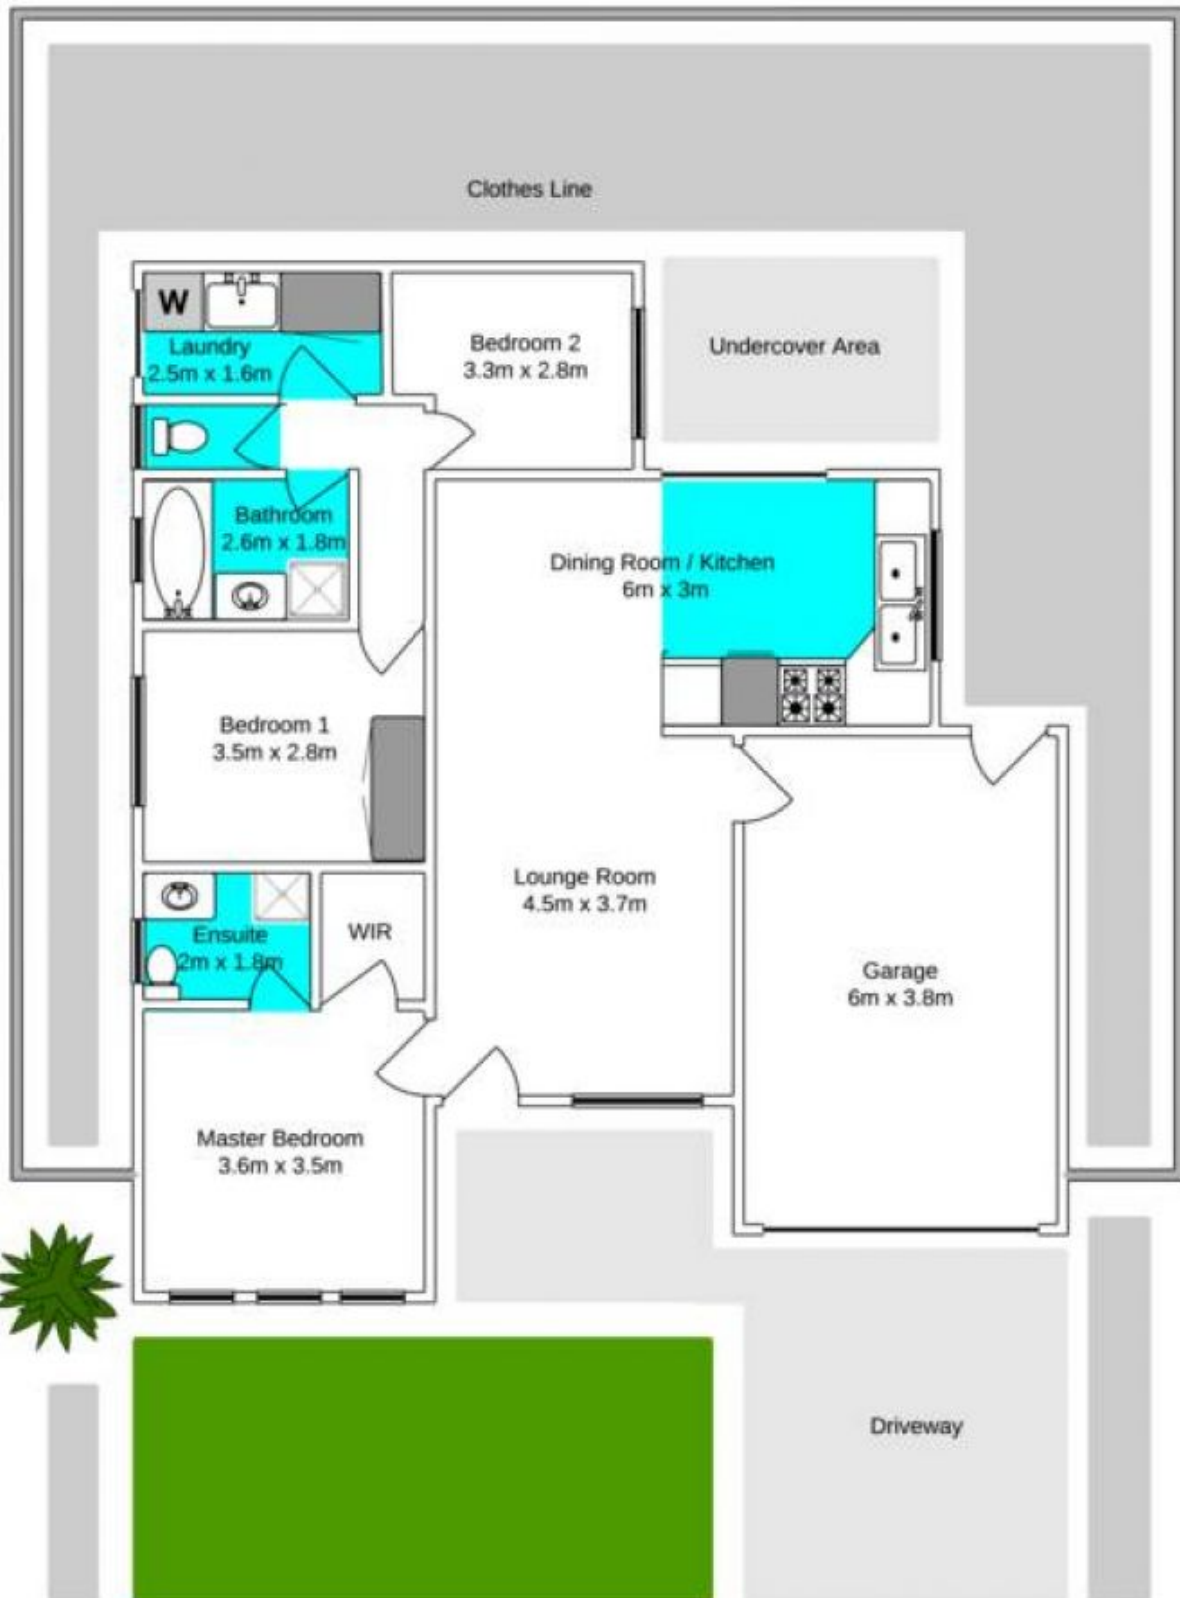 Clothes Line
W
Laundry
2.5m x 1.6m
Bedroom 2
3.3m x 2.8m
Undercover Area
Bathroom
2.6m x 1.8m
Dining Room / Kitchen
6m x 3m
Bedroom 1
3.5m x 2.8m
Lounge Room
4.5m x 3.7m
Ensuite
2m x 1.8m
WIR
Garage
6m x 3.8m
Master Bedroom
3.6m x 3.5m
Driveway